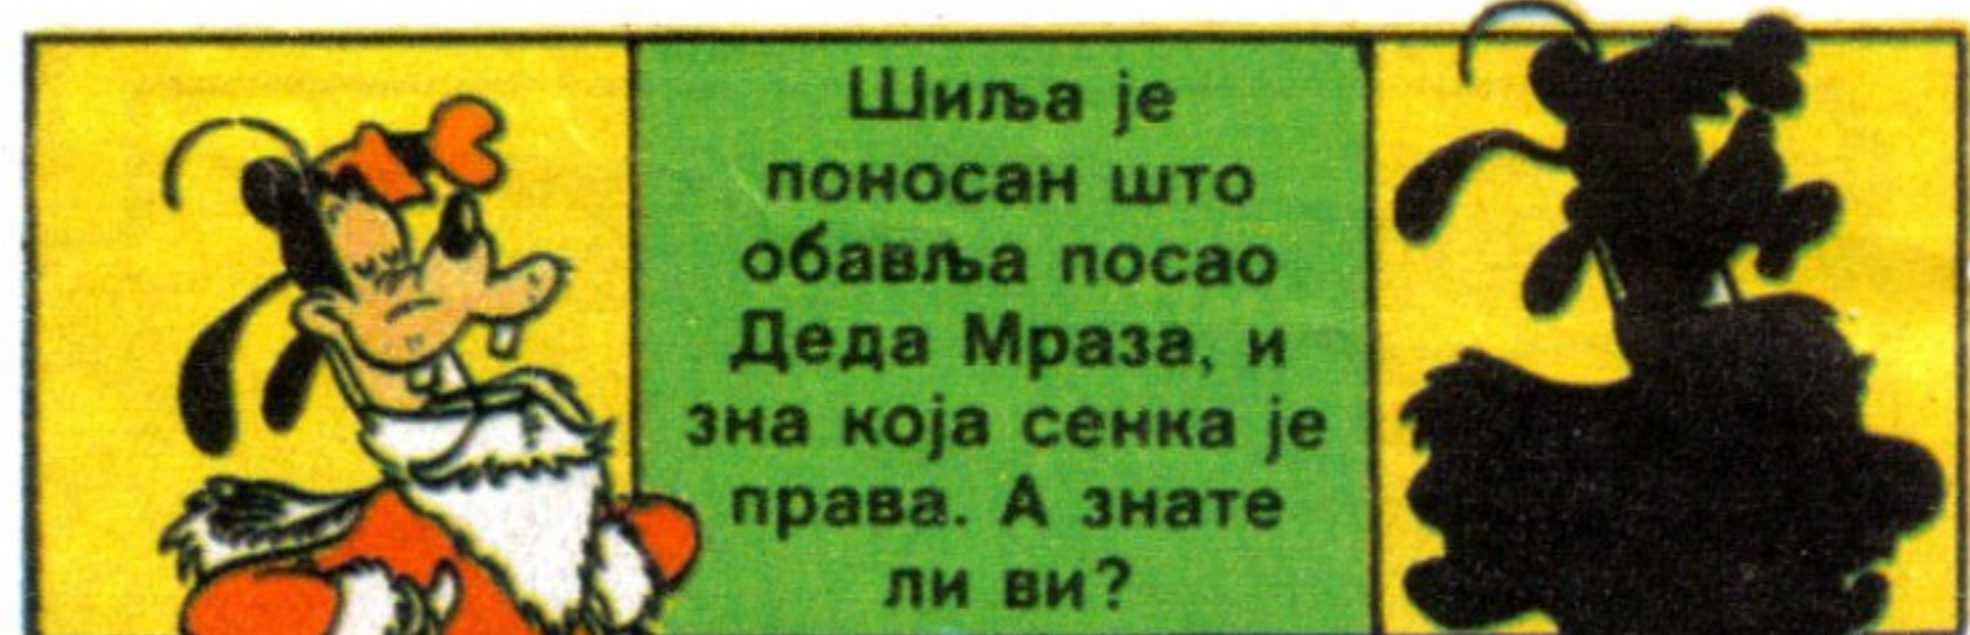 Шиља је
поносан што
обавља посао
Деда Мраза, и
зна која сенка је
права. А знате
ли ви?